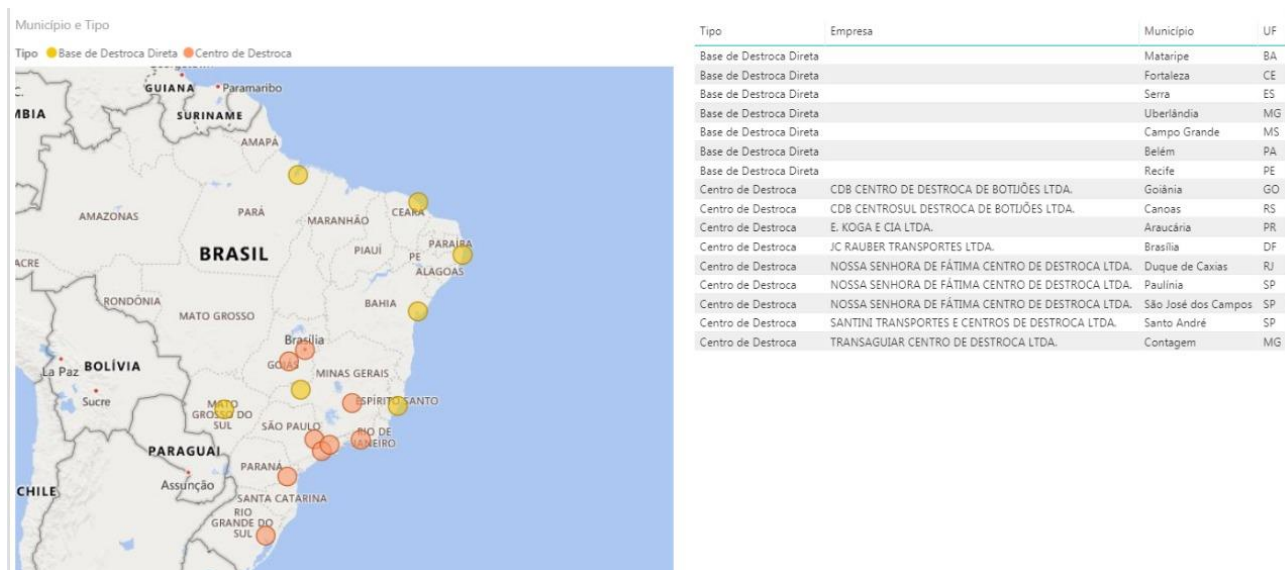 Município e Tipo
Tipo Base de Destroca Direta Centro de Destroca
GUIANA
Paramaribo
MBIA
SURINAME
AMAPÁ
AMAZONAS
PARÁ
MARANHÃO
CEARÁ
BRASIL
PIAUÍ
PARAÍBA
PE
ALAGOAS
ACRE
RONDÔNIA
MATO GROSSO
BAHIA
Brasília
GOIÁS
La Paz
BOLÍVIA
MINAS GERAIS
Sucre
MATO GROSSO DO SUL
ESPÍRITO SANTO
SÃO PAULO
RIO DE JANEIRO
PARAGUAI
PARANÁ
Assunção
CHILE
SANTA CATARINA
RIO GRANDE DO SUL
Tipo Empresa Município UF
Base de Destroca Direta Mataripe BA
Base de Destroca Direta Fortaleza CE
Base de Destroca Direta Serra ES
Base de Destroca Direta Uberlândia MG
Base de Destroca Direta Campo Grande MS
Base de Destroca Direta Belém PA
Base de Destroca Direta Recife PE
Centro de Destroca CDB CENTRO DE DESTROCA DE BOTIJÕES LTDA. Goiânia GO
Centro de Destroca CDB CENTROSUL DESTROCA DE BOTIJÕES LTDA. Canoas RS
Centro de Destroca E. KOGA E CIA LTDA. Araucária PR
Centro de Destroca JC RAUBER TRANSPORTES LTDA. Brasília DF
Centro de Destroca NOSSA SENHORA DE FÁTIMA CENTRO DE DESTROCA LTDA. Duque de Caxias RJ
Centro de Destroca NOSSA SENHORA DE FÁTIMA CENTRO DE DESTROCA LTDA. Paulínia SP
Centro de Destroca NOSSA SENHORA DE FÁTIMA CENTRO DE DESTROCA LTDA. São José dos Campos SP
Centro de Destroca SANTINI TRANSPORTES E CENTROS DE DESTROCA LTDA. Santo André SP
Centro de Destroca TRANSAGUIAR CENTRO DE DESTROCA LTDA. Contagem MG